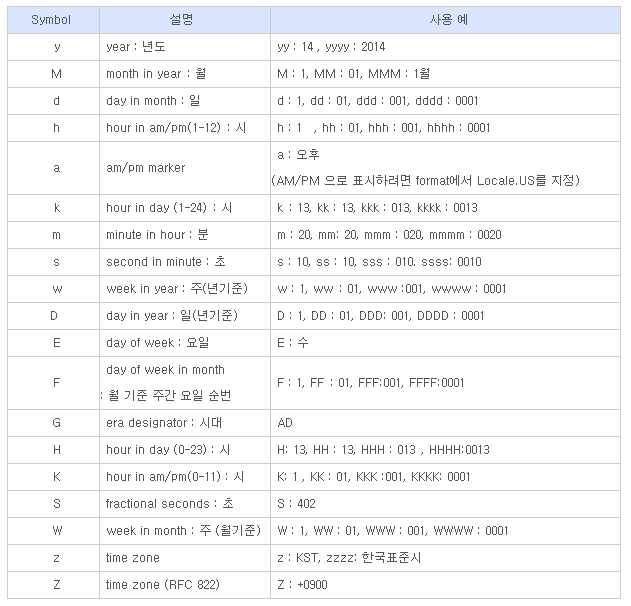 Symbol 설명 사용 예
y year : 년도 yy : 14 , yyyy : 2014
M month in year : 월 M : 1, MM : 01, MMM : 1월
d day in month : 일 d : 1, dd : 01, ddd : 001, dddd : 0001
h hour in am/pm(1-12) : 시 h : 1 , hh : 01, hhh : 001, hhhh : 0001
a am/pm marker a : 오후
(AM/PM 으로 표시하려면 format에서 Locale.US를 지정)
k hour in day (1-24) : 시 k : 13, kk : 13, kkk : 013, kkkk : 0013
m minute in hour : 분 m : 20, mm: 20, mmm : 020, mmmm : 0020
s second in minute : 초 s : 10, ss : 10, sss : 010. ssss: 0010
w week in year : 주(년기준) w : 1, ww : 01, www :001, wwww : 0001
D day in year : 일(년기준) D : 1, DD : 01, DDD: 001, DDDD : 0001
E day of week : 요일 E : 수
F day of week in month
: 월 기준 주간 요일 순번 F : 1, FF : 01, FFF:001, FFFF:0001
G era designator : 시대 AD
H hour in day (0-23) : 시 H: 13, HH : 13, HHH : 013 , HHHH:0013
K hour in am/pm(0-11) : 시 K: 1 , KK : 01, KKK :001, KKKK: 0001
S fractional seconds : 초 S : 402
W week in month : 주 (월기준) W : 1, WW : 01, WWW : 001, WWWW : 0001
z time zone z : KST, zzzz: 한국표준시
Z time zone (RFC 822) Z : +0900